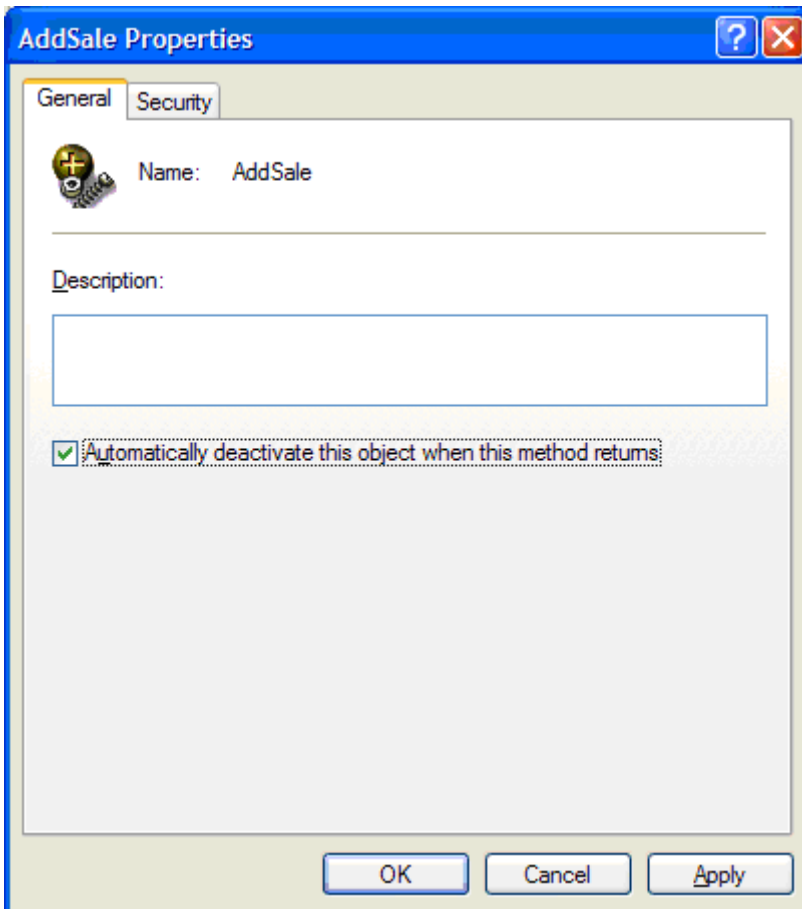 AddSale Properties
General Security
Name: AddSale
Description:
Automatically deactivate this object when this method returns
OK Cancel Apply